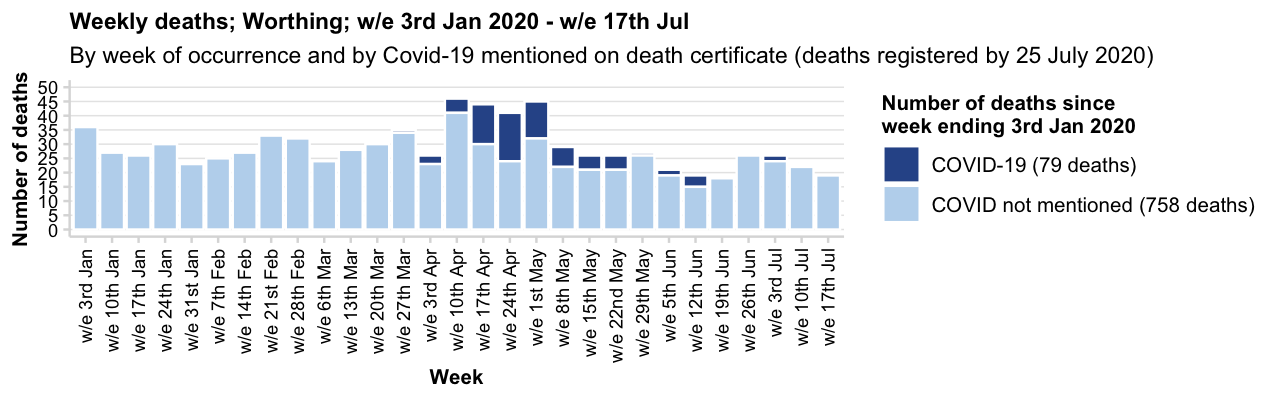 Weekly deaths; Worthing; w/e 3rd Jan 2020 - w/e 17th Jul
By week of occurrence and by Covid-19 mentioned on death certificate (deaths registered by 25 July 2020)
Number of deaths
50
45
40
35
30
25
20
15
10
5
0
w/e 3rd Jan
w/e 10th Jan
w/e 17th Jan
w/e 24th Jan
w/e 31st Jan
w/e 7th Feb
w/e 14th Feb
w/e 21st Feb
w/e 28th Feb
w/e 6th Mar
w/e 13th Mar
w/e 20th Mar
w/e 27th Mar
w/e 3rd Apr
w/e 10th Apr
w/e 17th Apr
w/e 24th Apr
w/e 1st May
w/e 8th May
w/e 15th May
w/e 22nd May
w/e 29th May
w/e 5th Jun
w/e 12th Jun
w/e 19th Jun
w/e 26th Jun
w/e 3rd Jul
w/e 10th Jul
w/e 17th Jul
Week
Number of deaths since
week ending 3rd Jan 2020
COVID-19 (79 deaths)
COVID not mentioned (758 deaths)